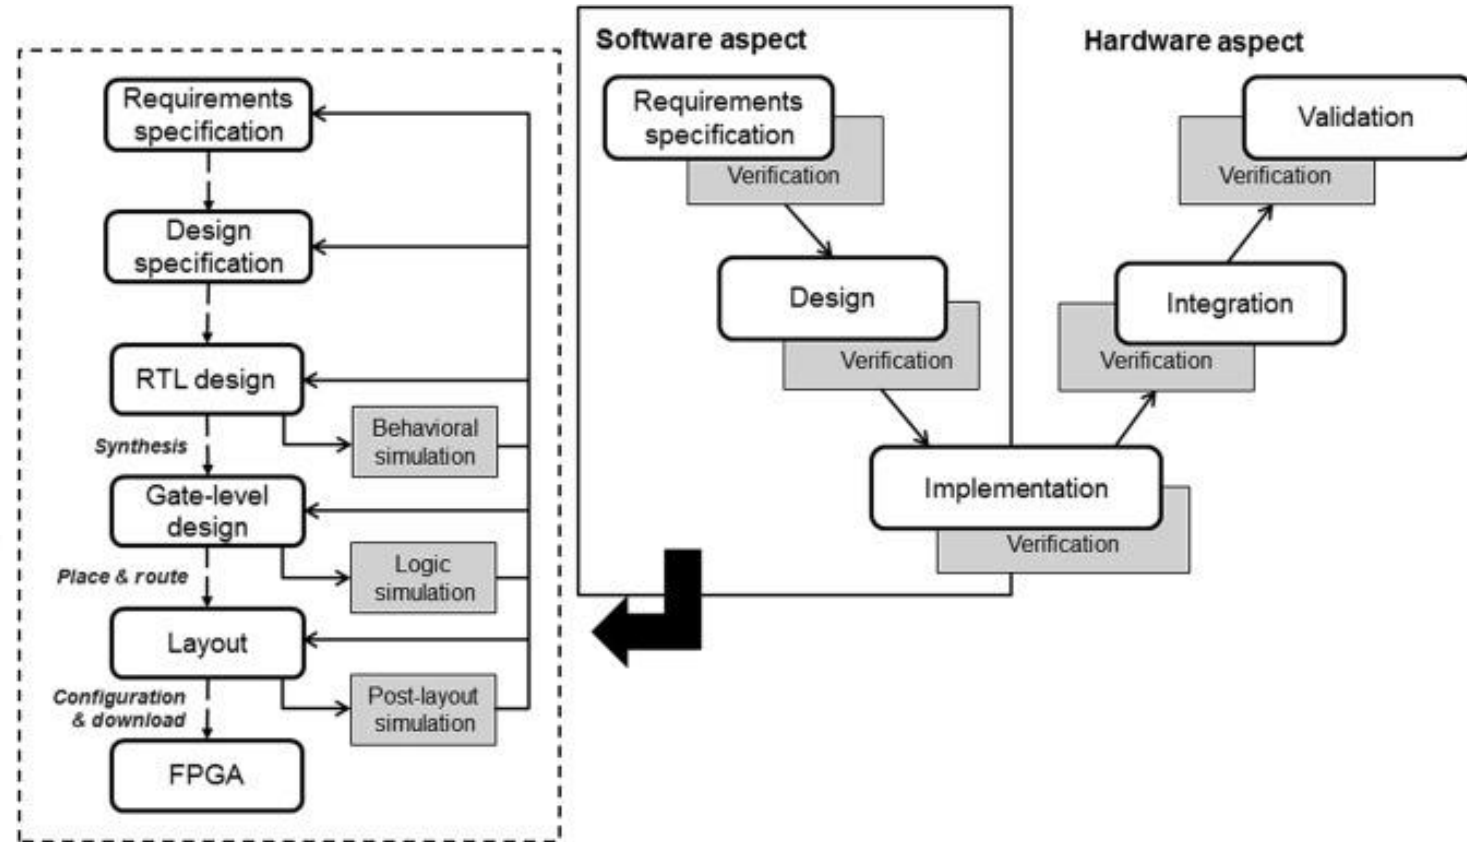 Requirements
specification
Design
specification
RTL design
Synthesis
Behavioral
simulation
Gate-level
design
Place & route
Logic
simulation
Layout
Configuration
& download
Post-layout
simulation
FPGA
Software aspect
Requirements
specification
Verification
Design
Verification
Implementation
Verification
Hardware aspect
Validation
Verification
Integration
Verification